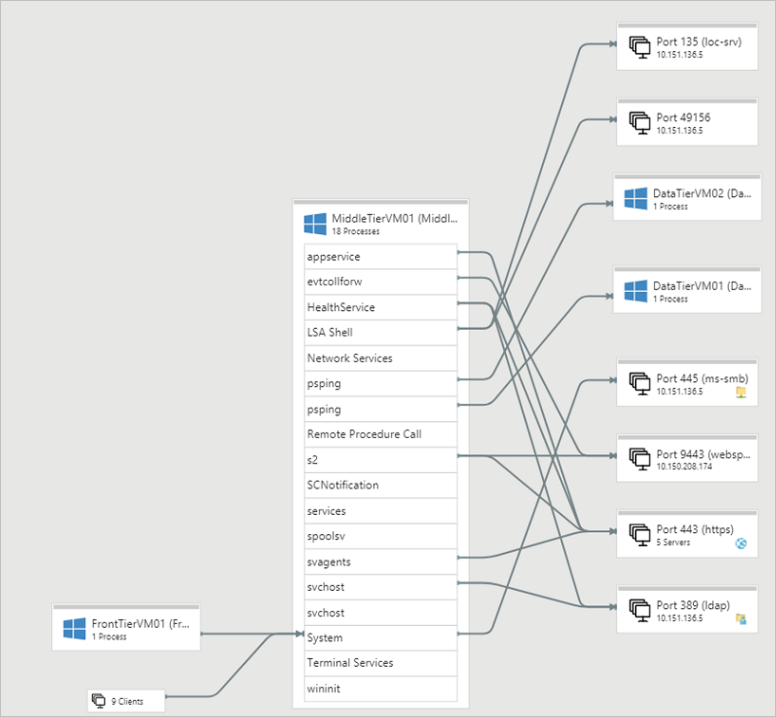 Port 135 (loc-srv)
10.151.136.5
Port 49156
10.151.136.5
DataTierVM02 (Da...
1 Process
MiddleTierVM01 (Middl...
18 Processes
appservice
evtcollforw
HealthService
LSA Shell
Network Services
psping
psping
Remote Procedure Call
s2
SCNotification
services
spoolsv
svagents
svchost
svchost
System
Terminal Services
wininit
DataTierVM01 (Da...
1 Process
Port 445 (ms-smb)
10.151.136.5
Port 9443 (websp...
10.150.208.174
Port 443 (https)
5 Servers
Port 389 (ldap)
10.151.136.5
FrontTierVM01 (Fr...
1 Process
9 Clients